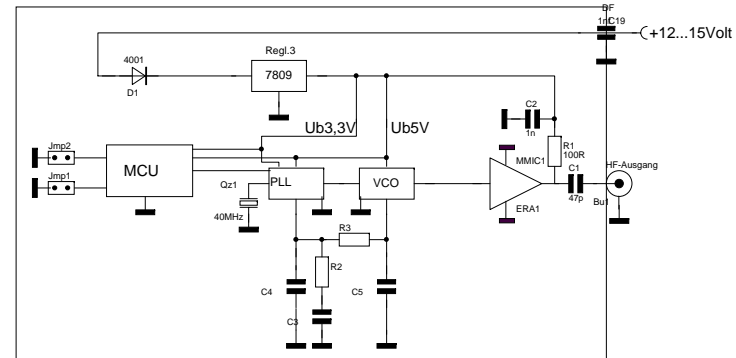 DF
1nC19
+12...15Volt
Regl.3
4001
7809
D1
C2
1n
Ub3,3V
Ub5V
R1
100R
Jmp2
MMIC1
HF-Ausgang
MCU
C1
Jmp1
Qz1
PLL
VCO
47p
Bu1
40MHz
ERA1
R3
R2
C4
C5
C3